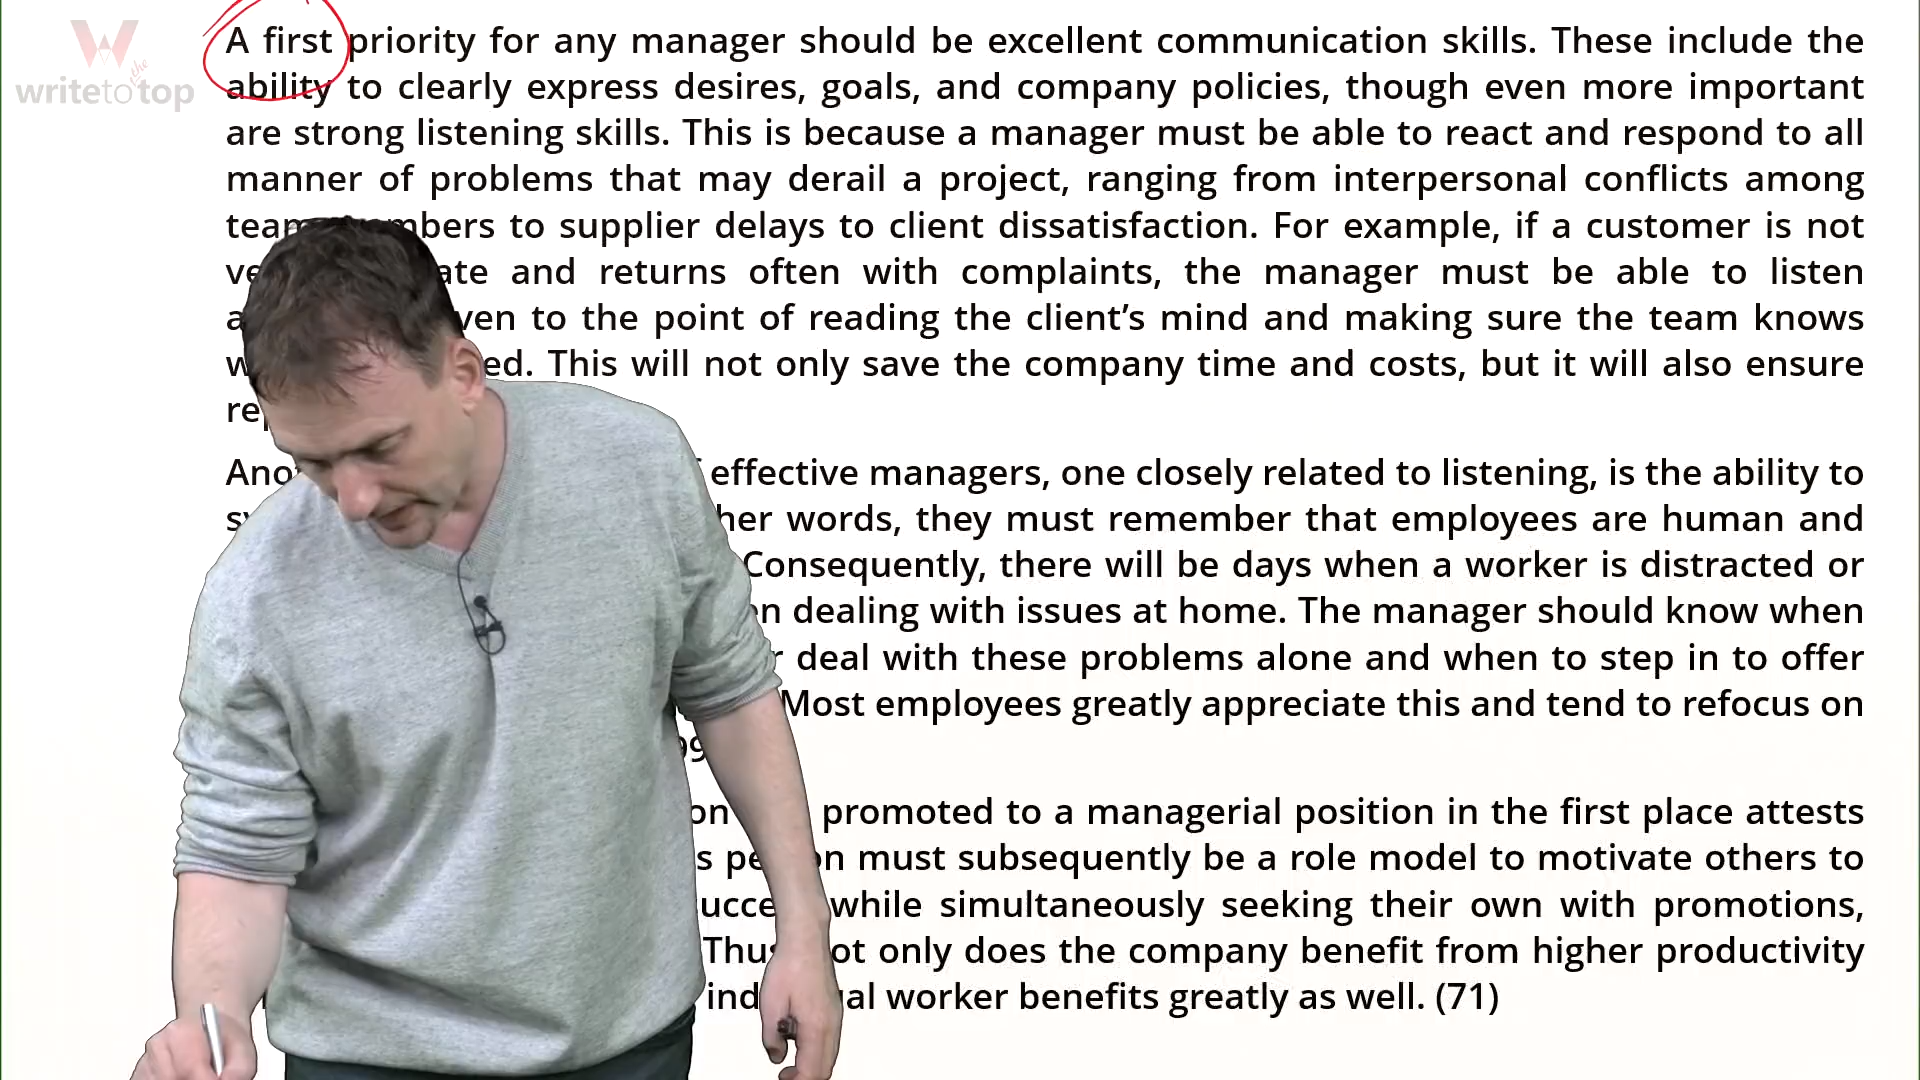 W
writetothetop
A first priority for any manager should be excellent communication skills. These include the
ability to clearly express desires, goals, and company policies, though even more important
are strong listening skills. This is because a manager must be able to react and respond to all
manner of problems that may derail a project, ranging from interpersonal conflicts among
team members to supplier delays to client dissatisfaction. For example, if a customer is not
and returns often with complaints, the manager must be able to listen
to the point of reading the client’s mind and making sure the team knows
This will not only save the company time and costs, but it will also ensure
effective managers, one closely related to listening, is the ability to
words, they must remember that employees are human and
Consequently, there will be days when a worker is distracted or
dealing with issues at home. The manager should know when
deal with these problems alone and when to step in to offer
Most employees greatly appreciate this and tend to refocus on
promoted to a managerial position in the first place attests
must subsequently be a role model to motivate others to
while simultaneously seeking their own with promotions,
Thus not only does the company benefit from higher productivity
individual worker benefits greatly as well. (71)